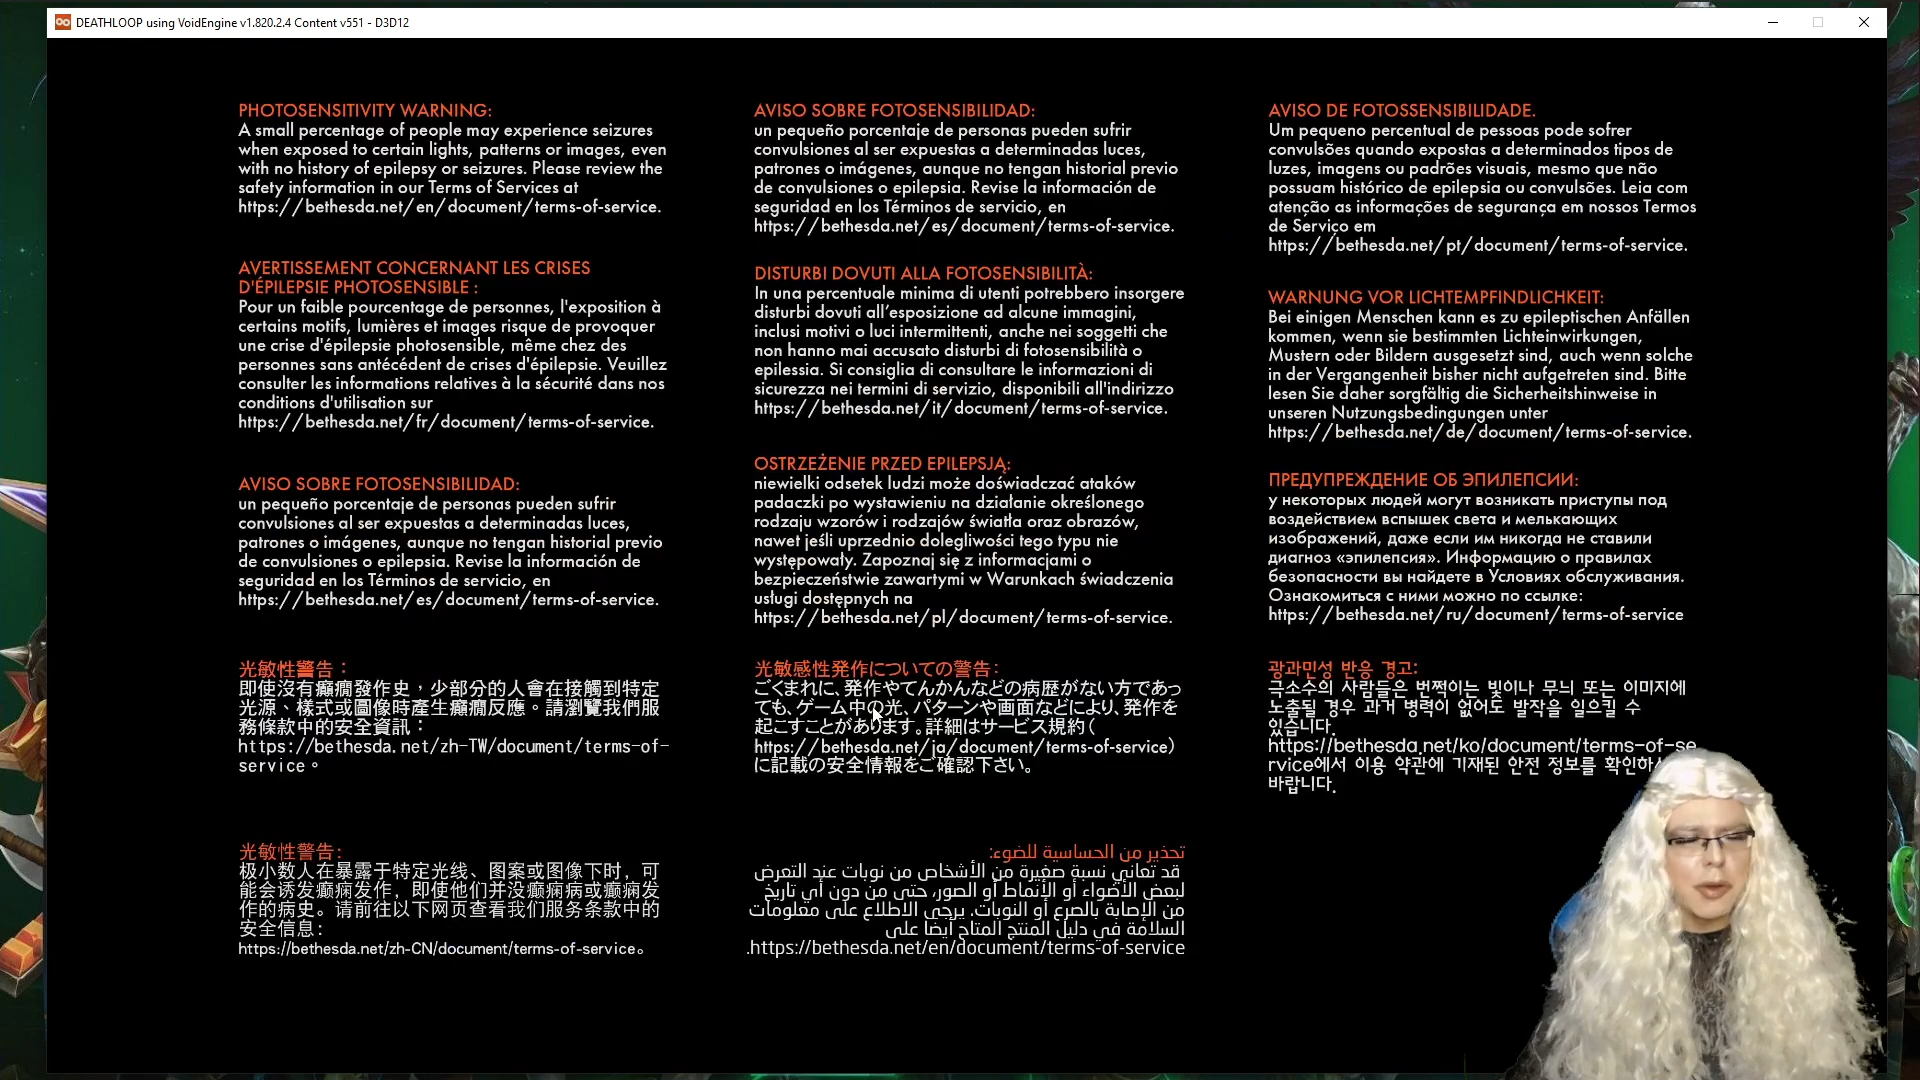 DEATHLOOP using VoidEngine v1.820.2.4 Content v551 - D3D12
PHOTOSENSITIVITY WARNING:
A small percentage of people may experience seizures
when exposed to certain lights, patterns or images, even
with no history of epilepsy or seizures. Please review the
safety information in our Terms of Services at
https://bethesda.net/en/document/terms-of-service.
AVERTISSEMENT CONCERNANT LES CRISES
D'ÉPILEPSIE PHOTOSENSIBLE :
Pour un faible pourcentage de personnes, l'exposition à
certains motifs, lumières et images risque de provoquer
une crise d'épilepsie photosensible, même chez des
personnes sans antécédent de crises d'épilepsie. Veuillez
consulter les informations relatives à la sécurité dans nos
conditions d'utilisation sur
https://bethesda.net/fr/document/terms-of-service.
AVISO SOBRE FOTOSENSIBILIDAD:
un pequeño porcentaje de personas pueden sufrir
convulsiones al ser expuestas a determinadas luces,
patrones o imágenes, aunque no tengan historial previo
de convulsiones o epilepsia. Revise la información de
seguridad en los Términos de servicio, en
https://bethesda.net/es/document/terms-of-service.
光敏性警告：
即使沒有癲癇發作史，少部分的人會在接觸到特定
光源、樣式或圖像時產生癲癇反應。請瀏覽我們服
務條款中的安全資訊：
https://bethesda.net/zh-TW/document/terms-of-
service。
光敏性警告:
极小数人在暴露于特定光线、图案或图像下时，可
能会诱发癫痫发作，即使他们并没癫痫病或癫痫发
作的病史。请前往以下网页查看我们服务条款中的
安全信息:
https://bethesda.net/zh-CN/document/terms-of-service。
AVISO SOBRE FOTOSENSIBILIDAD:
un pequeño porcentaje de personas pueden sufrir
convulsiones al ser expuestas a determinadas luces,
patrones o imágenes, aunque no tengan historial previo
de convulsiones o epilepsia. Revise la información de
seguridad en los Términos de servicio, en
https://bethesda.net/es/document/terms-of-service.
DISTURBI DOVUTI ALLA FOTOSENSIBILITÀ:
In una percentuale minima di utenti potrebbero insorgere
disturbi dovuti all’esposizione ad alcune immagini,
inclusi motivi o luci intermittenti, anche nei soggetti che
non hanno mai accusato disturbi di fotosensibilità o
epilessia. Si consiglia di consultare le informazioni di
sicurezza nei termini di servizio, disponibili all'indirizzo
https://bethesda.net/it/document/terms-of-service.
OSTRZEŻENIE PRZED EPILEPSJĄ:
niewielki odsetek ludzi może doświadczać ataków
padaczki po wystawieniu na działanie określonego
rodzaju wzorów i rodzajów światła oraz obrazów,
nawet jeśli uprzednio dolegliwości tego typu nie
występowały. Zapoznaj się z informacjami o
bezpieczeństwie zawartymi w Warunkach świadczenia
usługi dostępnych na
https://bethesda.net/pl/document/terms-of-service.
光敏感性発作についての警告:
ごくまれに、発作やてんかんなどの病歴がない方であっ
ても、ゲーム中の光、パターンや画面などにより、発作を
起こすことがあります。詳細はサービス規約（
https://bethesda.net/ja/document/terms-of-service）
に記載の安全情報をご確認下さい。
تحذير من الحساسية للضوء:
قد تعاني نسبة صغيرة من الأشخاص من نوبات عند التعرض
لبعض الأضواء أو الأنماط أو الصور، حتى من دون أي تاريخ
من الإصابة بالصرع أو النوبات. يرجى الاطلاع على معلومات
السلامة في دليل المنتج المتاح أيضًا على
https://bethesda.net/en/document/terms-of-service.
AVISO DE FOTOSSENSIBILIDADE.
Um pequeno percentual de pessoas pode sofrer
convulsões quando expostas a determinados tipos de
luzes, imagens ou padrões visuais, mesmo que não
possuam histórico de epilepsia ou convulsões. Leia com
atenção as informações de segurança em nossos Termos
de Serviço em
https://bethesda.net/pt/document/terms-of-service.
WARNUNG VOR LICHTEMPFINDLICHKEIT:
Bei einigen Menschen kann es zu epileptischen Anfällen
kommen, wenn sie bestimmten Lichteinwirkungen,
Mustern oder Bildern ausgesetzt sind, auch wenn solche
in der Vergangenheit bisher nicht aufgetreten sind. Bitte
lesen Sie daher sorgfältig die Sicherheitshinweise in
unseren Nutzungsbedingungen unter
https://bethesda.net/de/document/terms-of-service.
ПРЕДУПРЕЖДЕНИЕ ОБ ЭПИЛЕПСИИ:
у некоторых людей могут возникать приступы под
воздействием вспышек света и мелькающих
изображений, даже если им никогда не ставили
диагноз «эпилепсия». Информацию о правилах
безопасности вы найдете в Условиях обслуживания.
Ознакомиться с ними можно по ссылке:
https://bethesda.net/ru/document/terms-of-service
광과민성 반응 경고:
극소수의 사람들은 번쩍이는 빛이나 무늬 또는 이미지에
노출될 경우 과거 병력이 없어도 발작을 일으킬 수
있습니다.
https://bethesda.net/ko/document/terms-of-se
rvice에서 이용 약관에 기재된 안전 정보를
바랍니다.